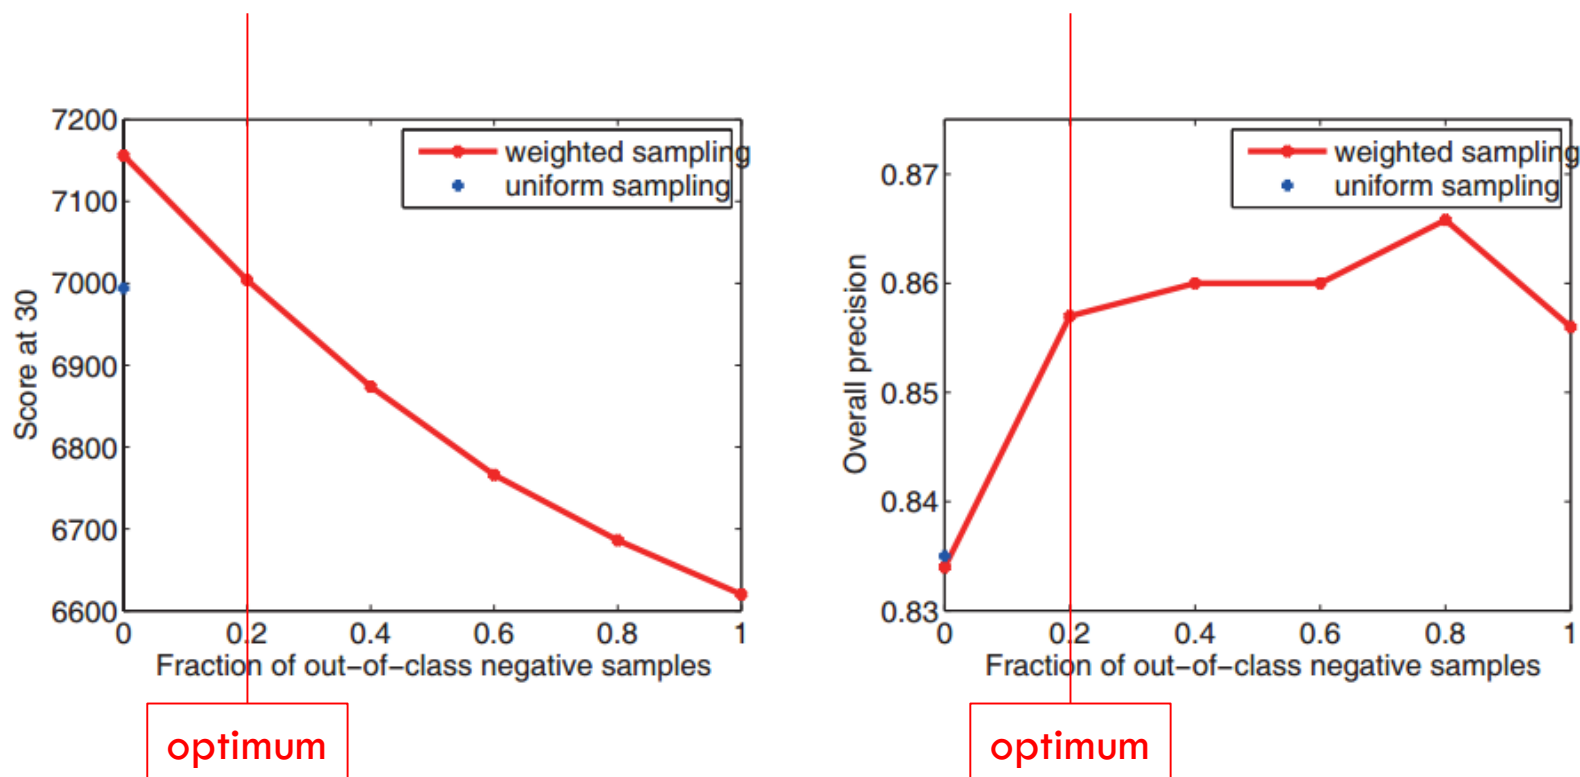 7200
7100
7000
6900
6800
6700
6600
Score at 30
weighted sampling
uniform sampling
0 0.2 0.4 0.6 0.8 1
Fraction of out-of-class negative samples
optimum
0.87
0.86
0.85
0.84
0.83
Overall precision
weighted sampling
uniform sampling
0 0.2 0.4 0.6 0.8 1
Fraction of out-of-class negative samples
optimum